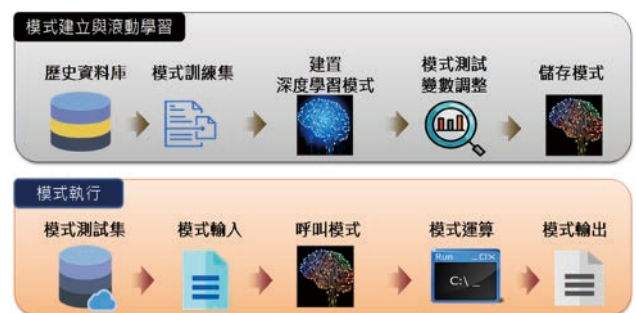 模式建立與滾動學習
歷史資料庫
模式訓練集
建置
深度學習模式
模式測試
變數調整
儲存模式
模式執行
模式測試集
模式輸入
呼叫模式
模式運算
模式輸出
Run
C:\_